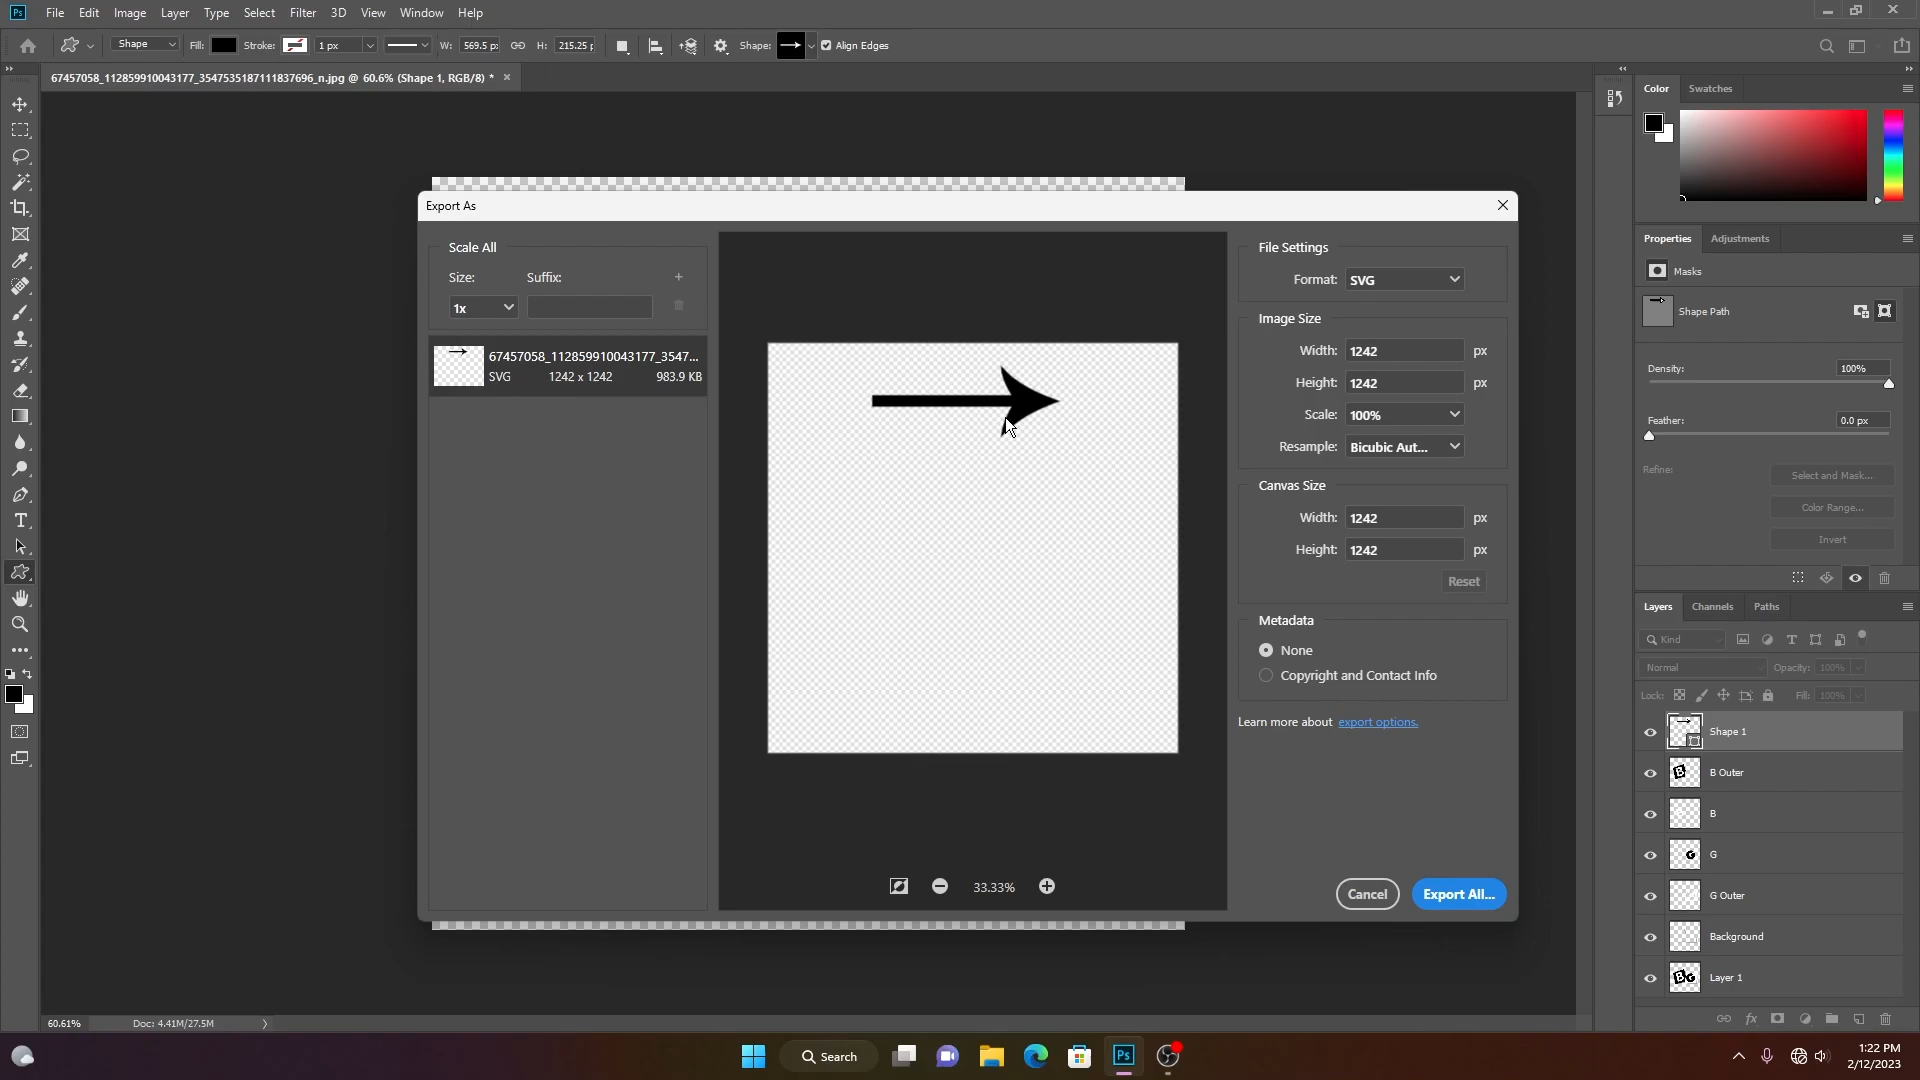 Ps File Edit Image Layer Type Select Filter 3D View Window Help
Shape Fill: Stroke: 1 px W: 569.5 p: H: 215.25 p Shape: Align Edges
67457058_112859910043177_3547535187111837696_n.jpg @ 60.6% (Shape 1, RGB/8) *
Export As
Scale All
Size: Suffix:
1x
67457058_112859910043177_3547...
SVG 1242 x 1242 983.9 KB
33.33%
File Settings
Format: SVG
Image Size
Width: 1242 px
Height: 1242 px
Scale: 100%
Resample: Bicubic Aut...
Canvas Size
Width: 1242 px
Height: 1242 px
Reset
Metadata
None
Copyright and Contact Info
Learn more about export options.
Cancel Export All...
Color Swatches
Properties Adjustments
Masks
Shape Path
Density: 100%
Feather: 0.0 px
Refine: Select and Mask...
Color Range...
Invert
Layers Channels Paths
Kind
Normal Opacity: 100%
Lock: Fill: 100%
Shape 1
B Outer
B
G
G Outer
Background
Layer 1
60.61% Doc: 4.41M/27.5M
Search
Ps
1:22 PM
2/12/2023